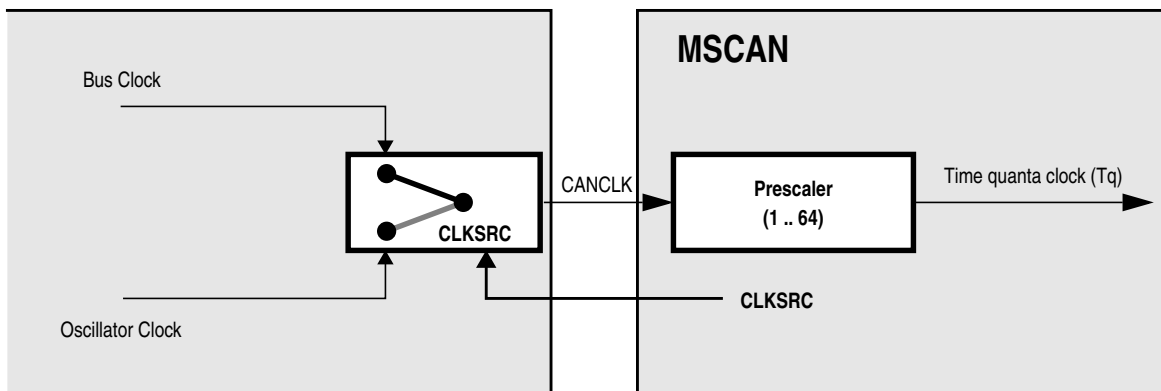 MSCAN
Bus Clock
CANCLK
Prescaler
(1 .. 64)
Time quanta clock (Tq)
CLKSRC
CLKSRC
Oscillator Clock